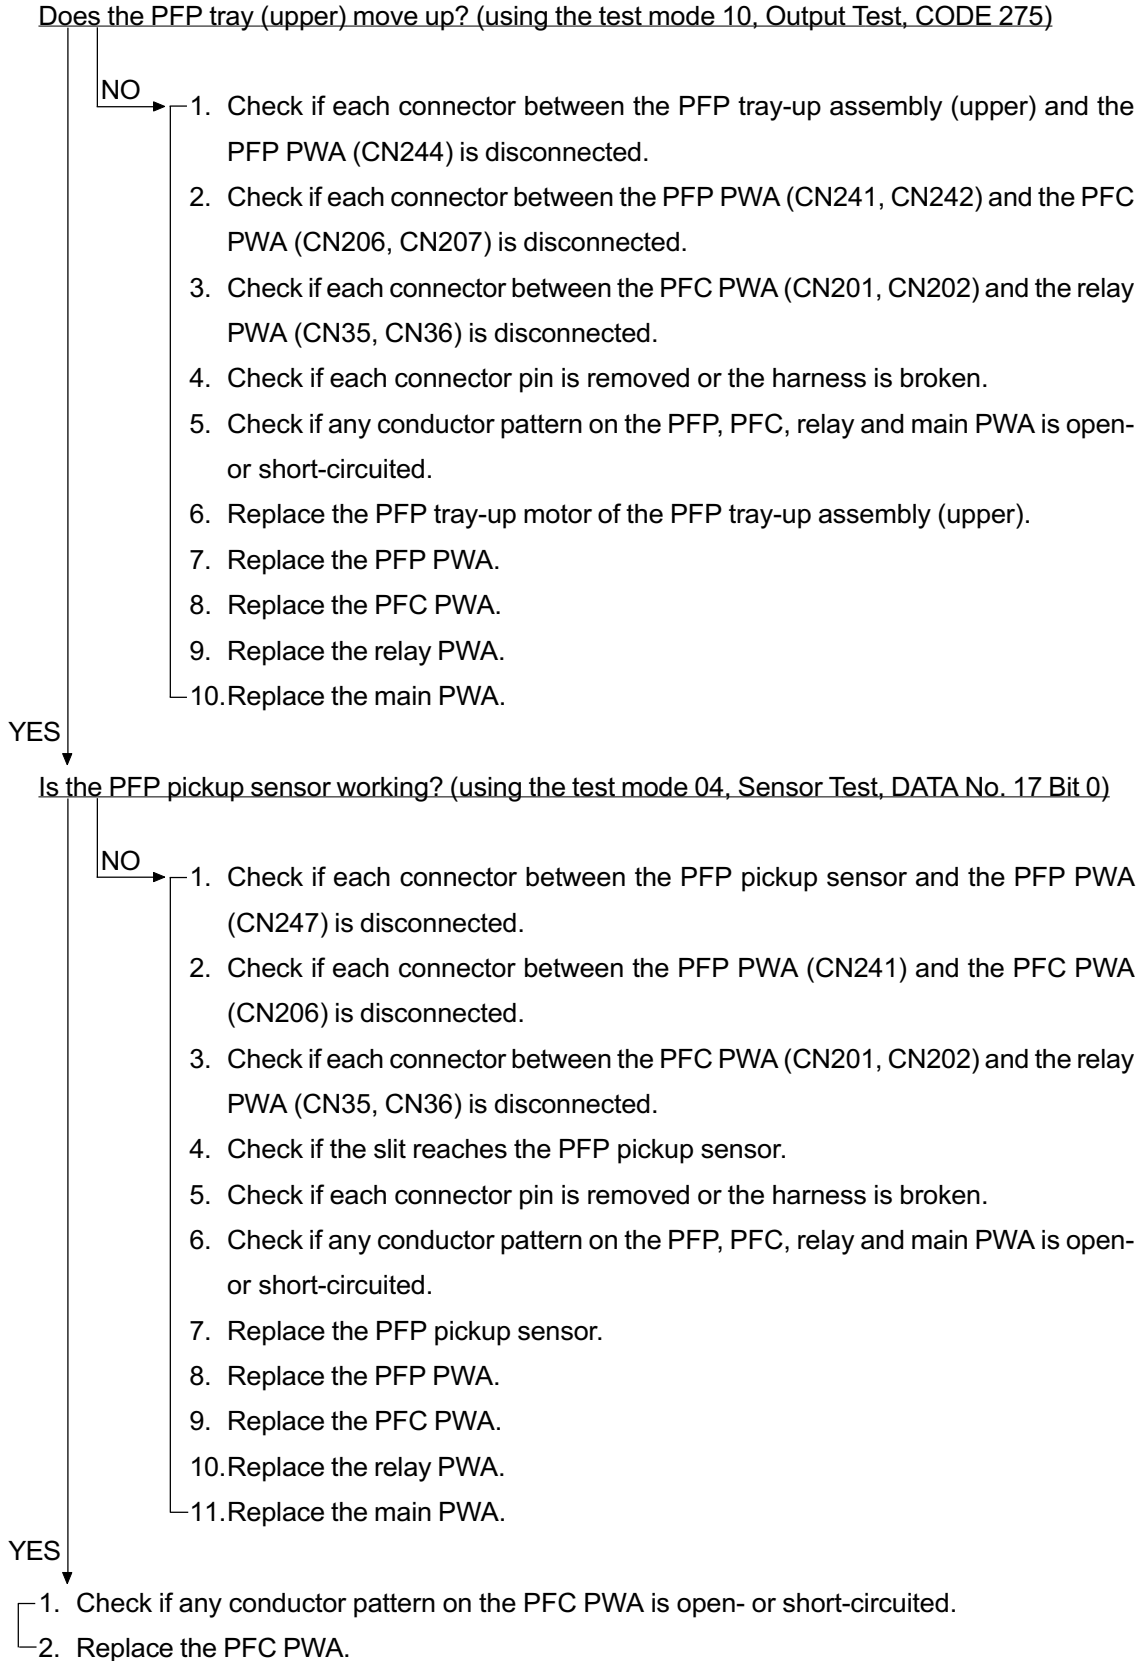 Does the PFP tray (upper) move up? (using the test mode 10, Output Test, CODE 275)
NO
1. Check if each connector between the PFP tray-up assembly (upper) and the
PFP PWA (CN244) is disconnected.
2. Check if each connector between the PFP PWA (CN241, CN242) and the PFC
PWA (CN206, CN207) is disconnected.
3. Check if each connector between the PFC PWA (CN201, CN202) and the relay
PWA (CN35, CN36) is disconnected.
4. Check if each connector pin is removed or the harness is broken.
5. Check if any conductor pattern on the PFP, PFC, relay and main PWA is open-
or short-circuited.
6. Replace the PFP tray-up motor of the PFP tray-up assembly (upper).
7. Replace the PFP PWA.
8. Replace the PFC PWA.
9. Replace the relay PWA.
10.Replace the main PWA.
YES
Is the PFP pickup sensor working? (using the test mode 04, Sensor Test, DATA No. 17 Bit 0)
NO
1. Check if each connector between the PFP pickup sensor and the PFP PWA
(CN247) is disconnected.
2. Check if each connector between the PFP PWA (CN241) and the PFC PWA
(CN206) is disconnected.
3. Check if each connector between the PFC PWA (CN201, CN202) and the relay
PWA (CN35, CN36) is disconnected.
4. Check if the slit reaches the PFP pickup sensor.
5. Check if each connector pin is removed or the harness is broken.
6. Check if any conductor pattern on the PFP, PFC, relay and main PWA is open-
or short-circuited.
7. Replace the PFP pickup sensor.
8. Replace the PFP PWA.
9. Replace the PFC PWA.
10.Replace the relay PWA.
11.Replace the main PWA.
YES
1. Check if any conductor pattern on the PFC PWA is open- or short-circuited.
2. Replace the PFC PWA.